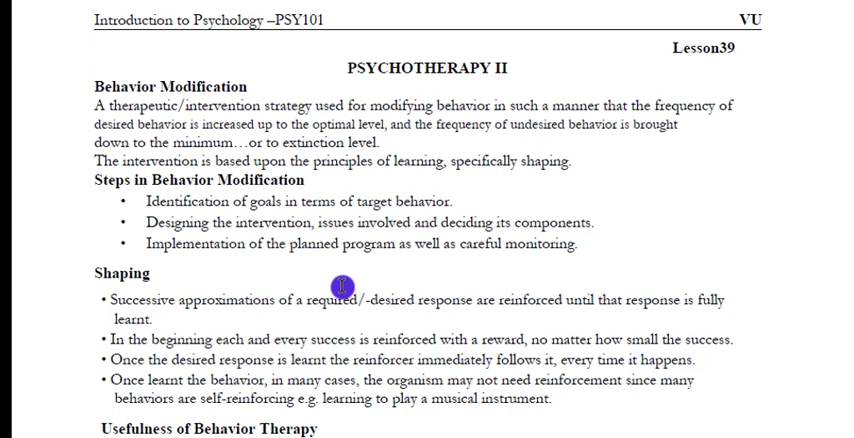 Introduction to Psychology –PSY101 VU
Lesson39
PSYCHOTHERAPY II
Behavior Modification
A therapeutic/intervention strategy used for modifying behavior in such a manner that the frequency of
desired behavior is increased up to the optimal level, and the frequency of undesired behavior is brought
down to the minimum…or to extinction level.
The intervention is based upon the principles of learning, specifically shaping.
Steps in Behavior Modification
• Identification of goals in terms of target behavior.
• Designing the intervention, issues involved and deciding its components.
• Implementation of the planned program as well as careful monitoring.
Shaping
• Successive approximations of a required/-desired response are reinforced until that response is fully
learnt.
• In the beginning each and every success is reinforced with a reward, no matter how small the success.
• Once the desired response is learnt the reinforcer immediately follows it, every time it happens.
• Once learnt the behavior, in many cases, the organism may not need reinforcement since many
behaviors are self-reinforcing e.g. learning to play a musical instrument.
Usefulness of Behavior Therapy